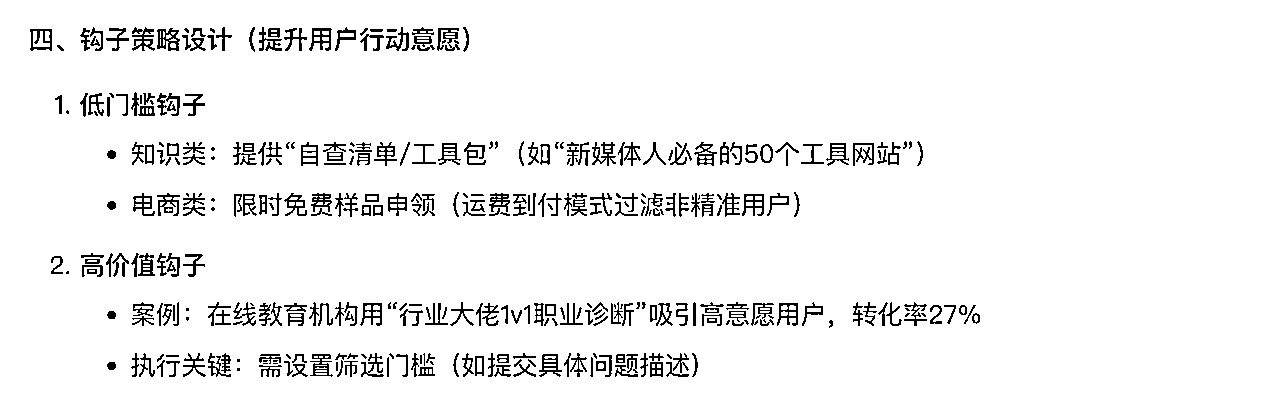 四、钩子策略设计（提升用户行动意愿）
1. 低门槛钩子
• 知识类：提供“自查清单/工具包”（如“新媒体人必备的50个工具网站”）
• 电商类：限时免费样品申领（运费到付模式过滤非精准用户）
2. 高价值钩子
• 案例：在线教育机构用“行业大佬1v1职业诊断”吸引高意愿用户，转化率27%
• 执行关键：需设置筛选门槛（如提交具体问题描述）